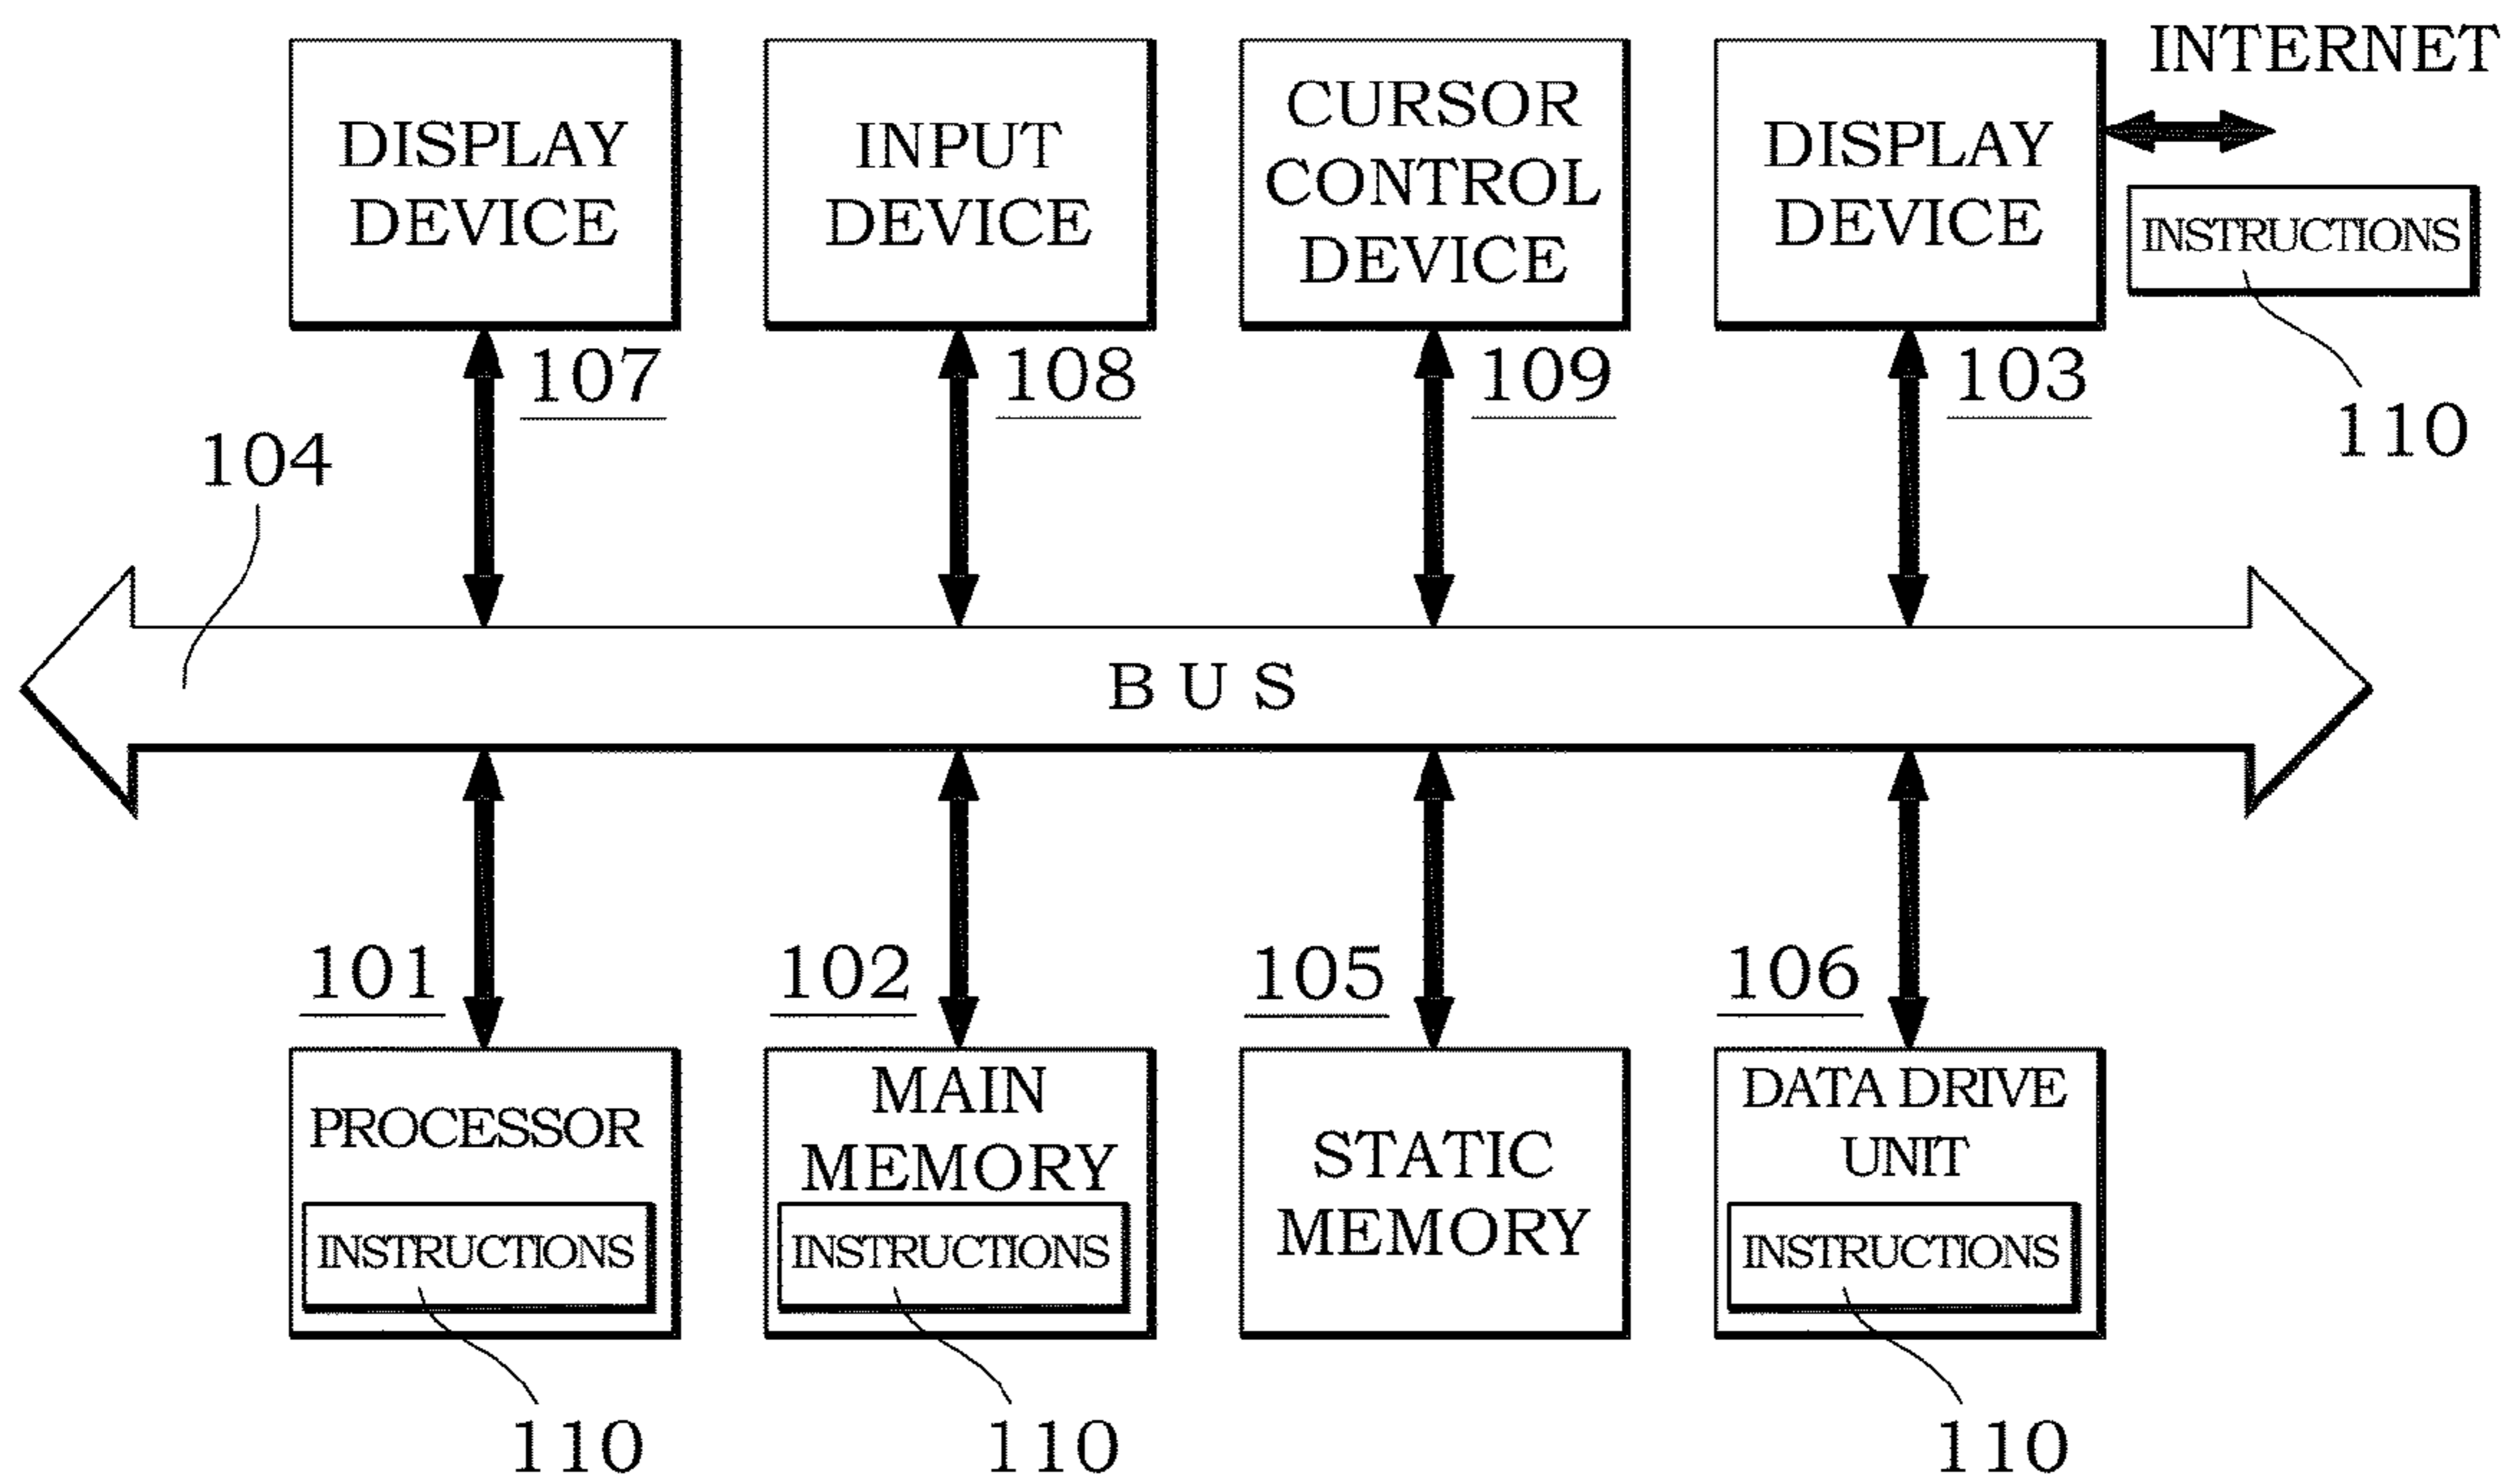 INTERNET
DISPLAY
DEVICE
INPUT
DEVICE
CURSOR
CONTROL
DEVICE
DISPLAY
DEVICE
INSTRUCTIONS
107
108
109
103
110
104
B U S
101
102
105
106
PROCESSOR
INSTRUCTIONS
MAIN
MEMORY
INSTRUCTIONS
STATIC
MEMORY
DATA DRIVE
UNIT
INSTRUCTIONS
110
110
110